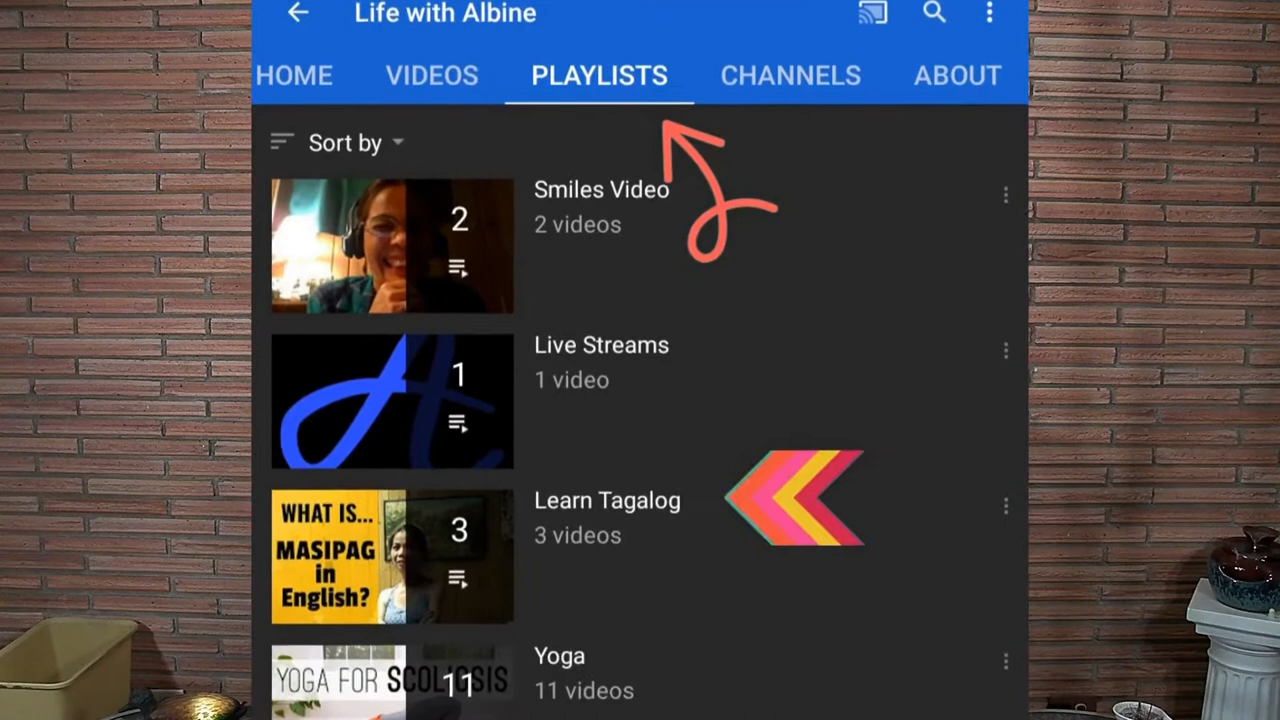 Life with Albine
HOME VIDEOS PLAYLISTS CHANNELS ABOUT
Sort by
2
Smiles Video
2 videos
1
Live Streams
1 video
WHAT IS...
MASIPAG
in
English?
3
Learn Tagalog
3 videos
YOGA FOR SCOLIOSIS
11
Yoga
11 videos